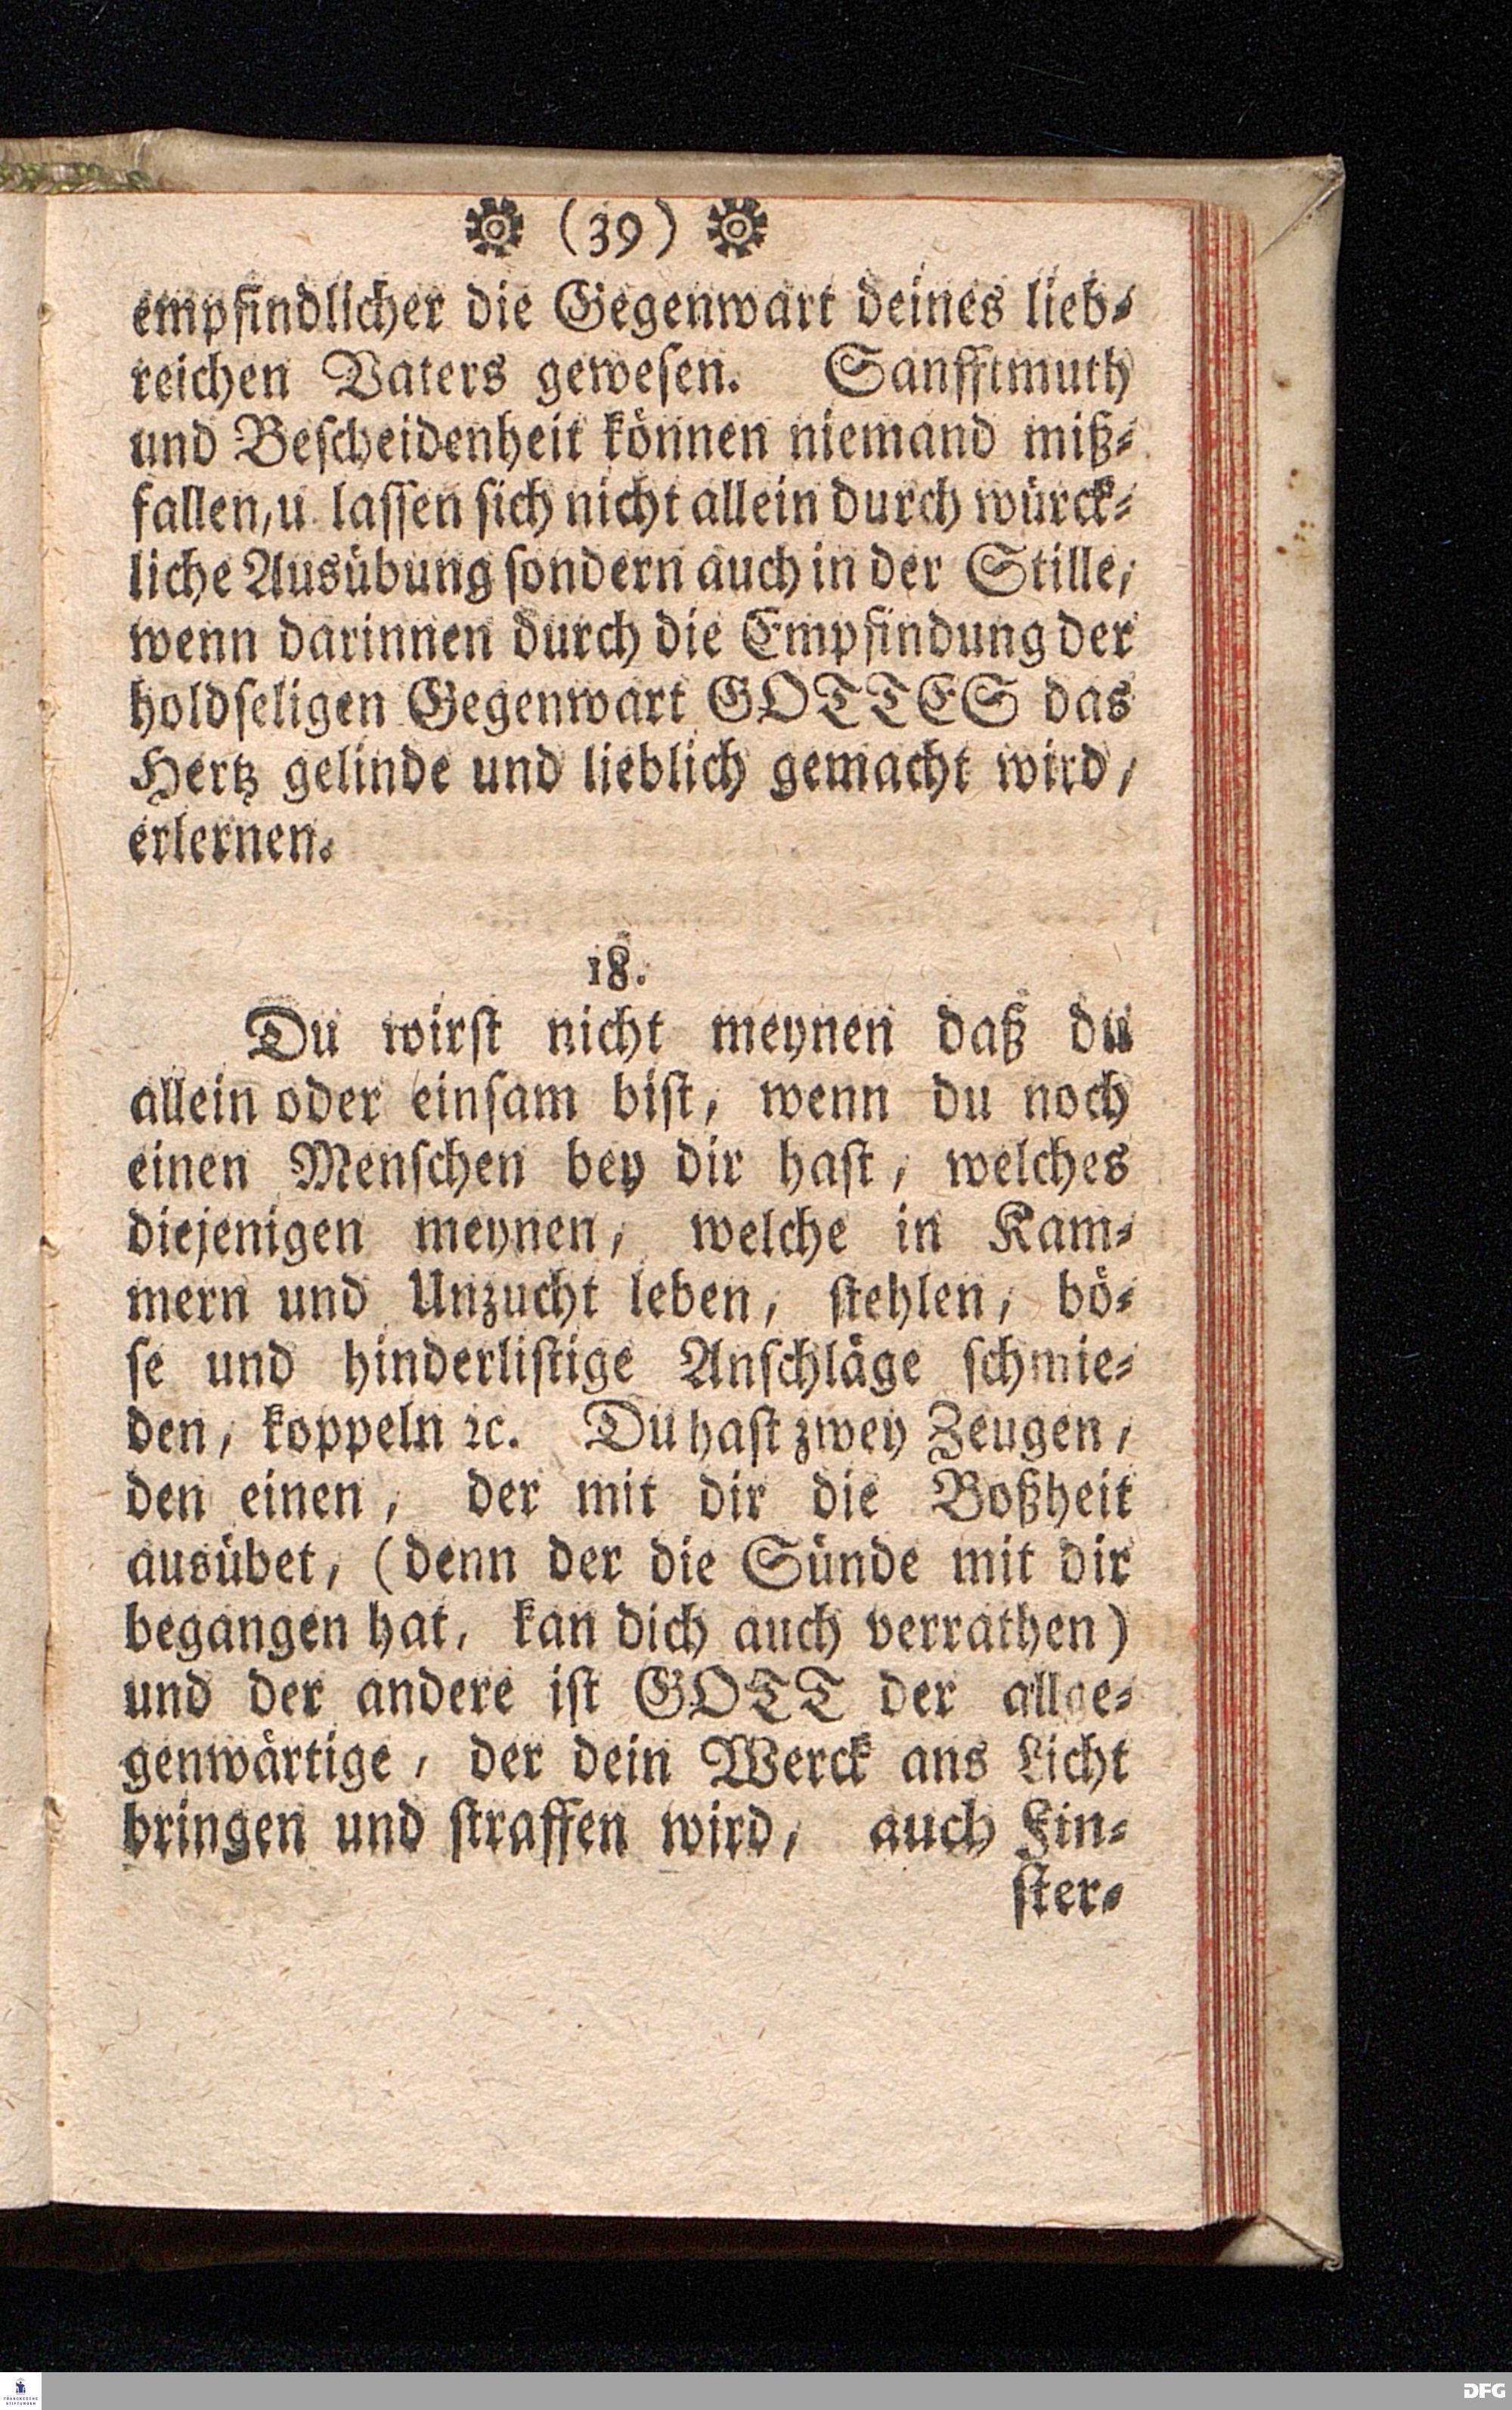 (39)
empfindlicher die Gegenwart deines lieb-
reichen Vaters gewesen. Sanfftmuth
und Bescheidenheit können niemand miß-
fallen, u. lassen sich nicht allein durch würck-
liche Ausübung sondern auch in der Stille,
wenn darinnen durch die Empfindung der
holdseligen Gegenwart GOTTES das
Hertz gelinde und lieblich gemacht wird,
erlernen.
18.
Du wirst nicht meynen daß du
allein oder einsam bist, wenn du noch
einen Menschen bey dir hast, welches
diejenigen meynen, welche in Kam-
mern und Unzucht leben, stehlen, bö-
se und hinderlistige Anschläge schmie-
den, koppeln ꝛc. Du hast zwey Zeugen,
den einen, der mit dir die Boßheit
ausübet, (denn der die Sünde mit dir
begangen hat, kan dich auch verrathen)
und der andere ist GOTT der allge-
genwärtige, der dein Werck ans Licht
bringen und straffen wird, auch Fin-
ster-
FRANCKESCHE
STIFTUNGEN
DFG